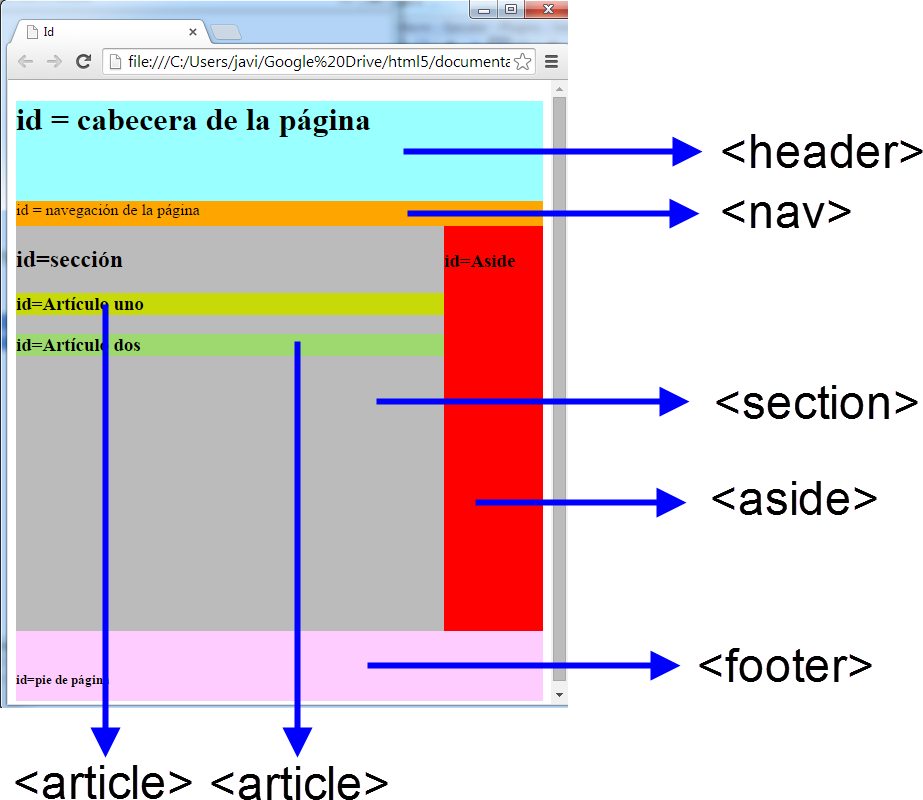 Id
file:///C:/Users/javi/Google%20Drive/html5/documenta
id = cabecera de la página
<header>
id = navegación de la página
<nav>
id=sección
id=Aside
id=Artículo uno
id=Artículo dos
<section>
<aside>
id=pie de página
<footer>
<article> <article>